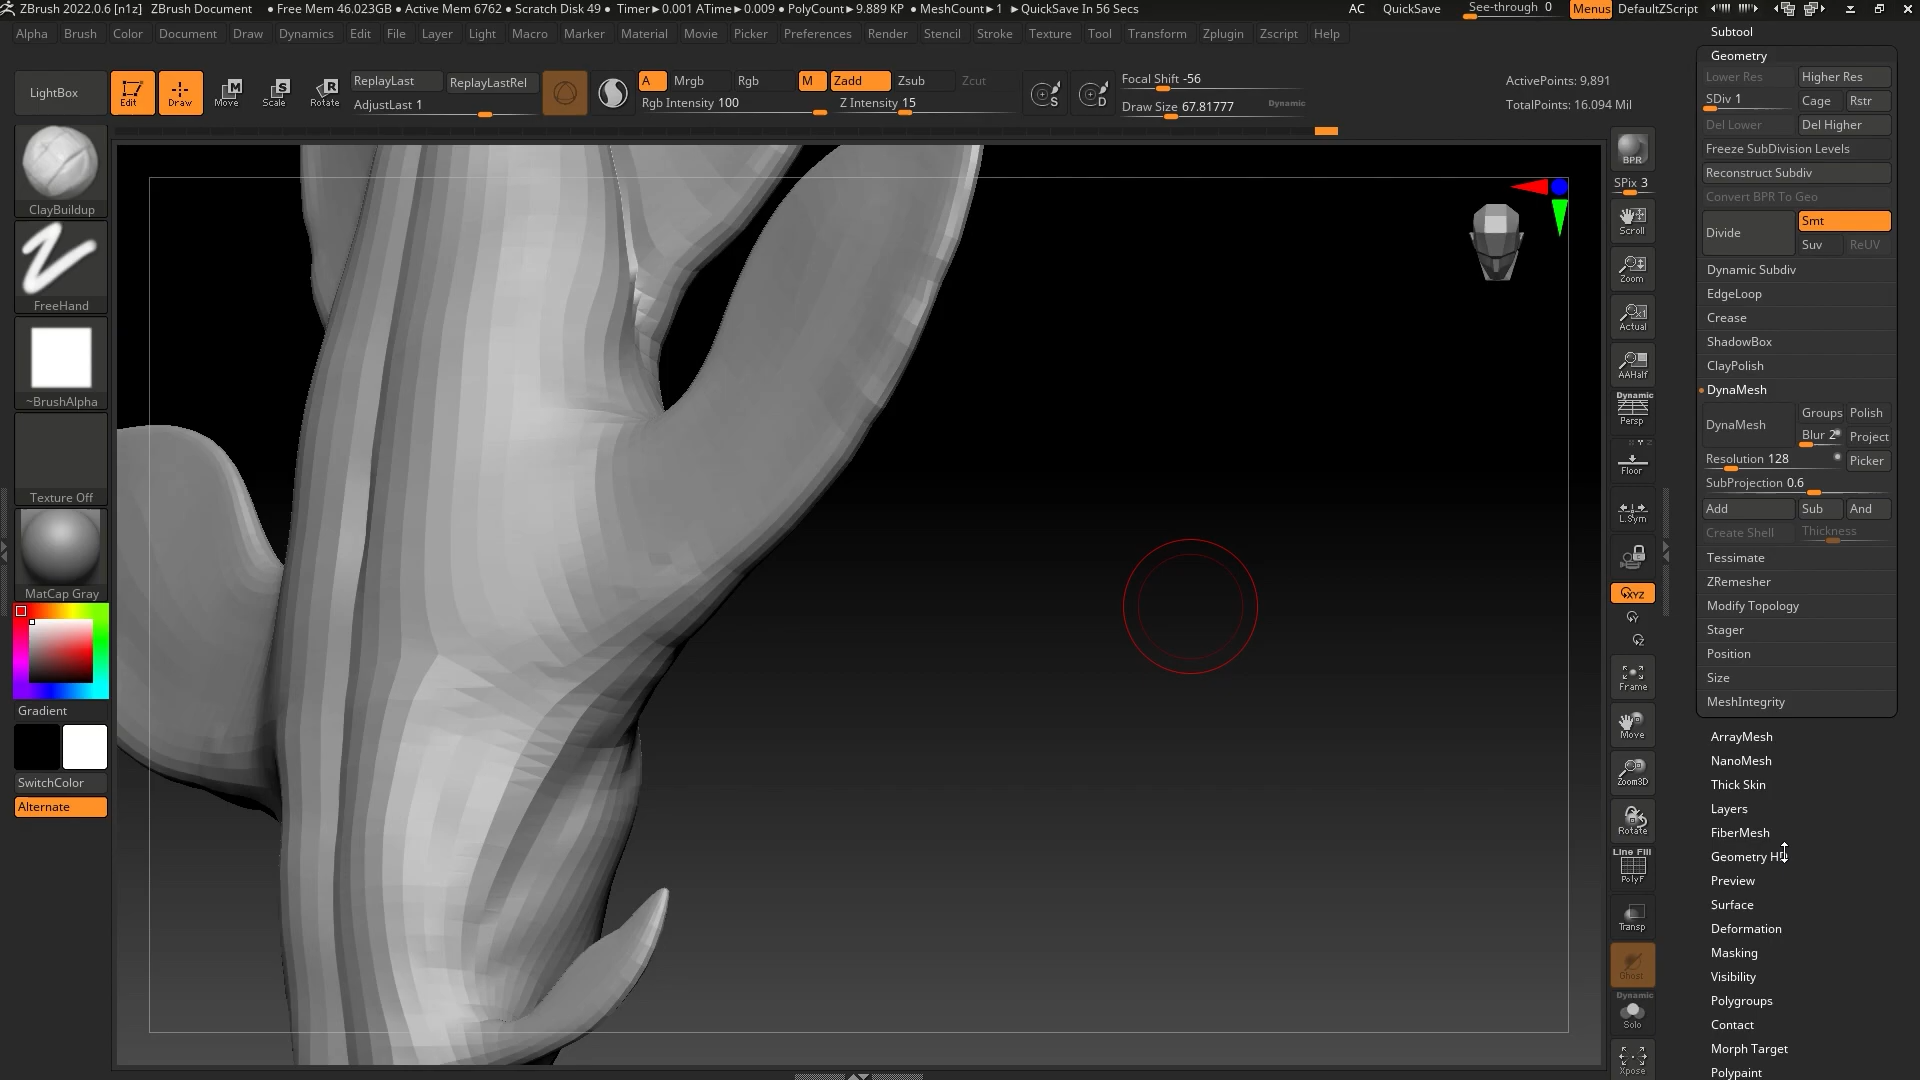 ZBrush 2022.0.6 [n1z] ZBrush Document ● Free Mem 46.023GB ● Active Mem 6762 ● Scratch Disk 49 ● Timer►0.001 ATime►0.009 ● PolyCount►9.889 KP ● MeshCount►1 ►QuickSave In 56 Secs AC QuickSave See-through 0 Menus DefaultZScript
Alpha Brush Color Document Draw Dynamics Edit File Layer Light Macro Marker Material Movie Picker Preferences Render Stencil Stroke Texture Tool Transform Zplugin Zscript Help
LightBox
Edit
Draw
Move
Scale
Rotate
ReplayLast
ReplayLastRel
AdjustLast 1
A Mrgb Rgb M Zadd Zsub Zcut
Rgb Intensity 100
Z Intensity 15
S
D
Focal Shift -56
Draw Size 67.81777
Dynamic
ActivePoints: 9,891
TotalPoints: 16.094 Mil
ClayBuildup
FreeHand
~BrushAlpha
Texture Off
MatCap Gray
Gradient
SwitchColor
Alternate
BPR
SPix 3
Scroll
Zoom
Actual
AAHalf
Dynamic
Persp
Floor
L.Sym
XYZ
Frame
Move
Zoom3D
Rotate
Line Fill
PolyF
Transp
Ghost
Dynamic
Solo
Xpose
Subtool
Geometry
Lower Res Higher Res
SDiv 1 Cage Rstr
Del Lower Del Higher
Freeze SubDivision Levels
Reconstruct Subdiv
Convert BPR To Geo
Divide Smt
Suv ReUV
Dynamic Subdiv
EdgeLoop
Crease
ShadowBox
ClayPolish
DynaMesh
DynaMesh Groups Polish
Blur 2 Project
Resolution 128 Picker
SubProjection 0.6
Add Sub And
Create Shell Thickness
Tessimate
ZRemesher
Modify Topology
Stager
Position
Size
MeshIntegrity
ArrayMesh
NanoMesh
Thick Skin
Layers
FiberMesh
Geometry HD
Preview
Surface
Deformation
Masking
Visibility
Polygroups
Contact
Morph Target
Polypaint